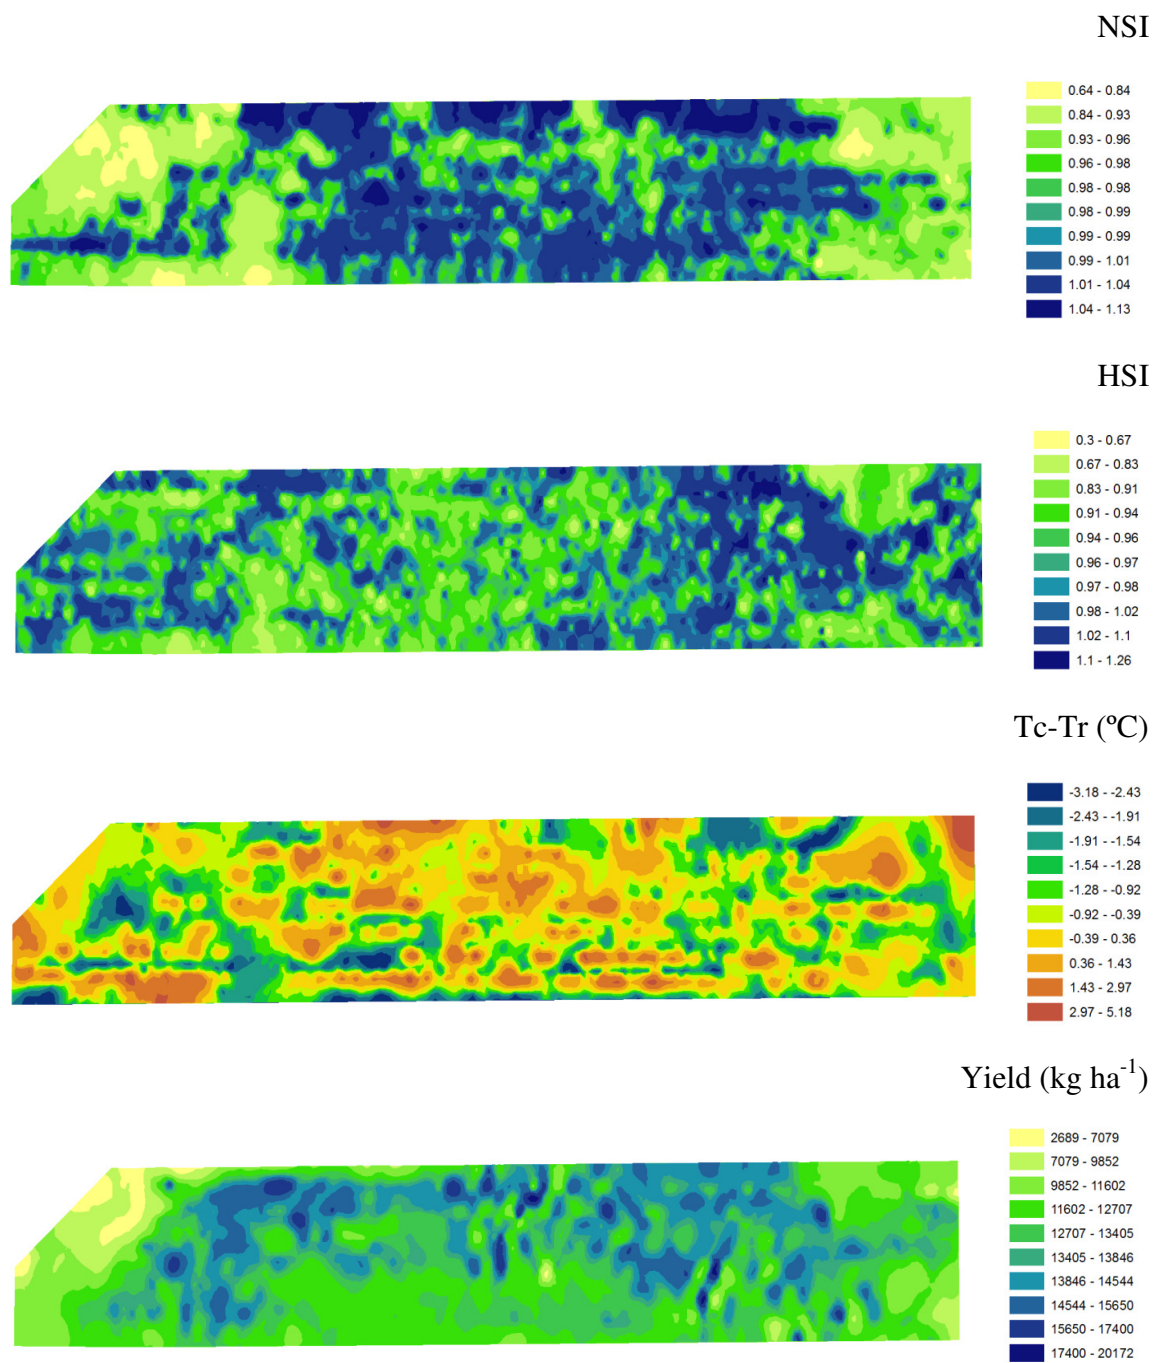 NSI
0.64 - 0.84
0.84 - 0.93
0.93 - 0.96
0.96 - 0.98
0.98 - 0.98
0.98 - 0.99
0.99 - 0.99
0.99 - 1.01
1.01 - 1.04
1.04 - 1.13
HSI
0.3 - 0.67
0.67 - 0.83
0.83 - 0.91
0.91 - 0.94
0.94 - 0.96
0.96 - 0.97
0.97 - 0.98
0.98 - 1.02
1.02 - 1.1
1.1 - 1.26
Tc-Tr (ºC)
-3.18 - -2.43
-2.43 - -1.91
-1.91 - -1.54
-1.54 - -1.28
-1.28 - -0.92
-0.92 - -0.39
-0.39 - 0.36
0.36 - 1.43
1.43 - 2.97
2.97 - 5.18
Yield (kg ha⁻¹)
2689 - 7079
7079 - 9852
9852 - 11602
11602 - 12707
12707 - 13405
13405 - 13846
13846 - 14544
14544 - 15650
15650 - 17400
17400 - 20172